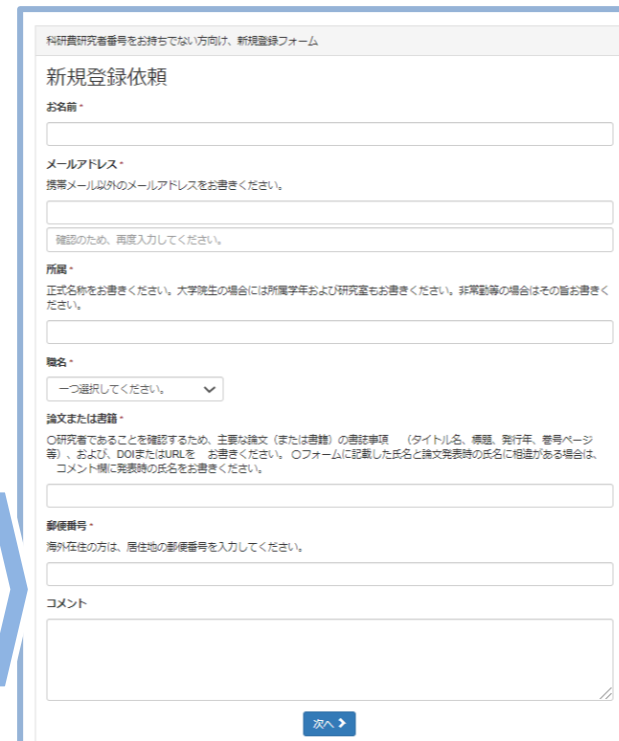 科研費研究者番号をお持ちでない方向け、新規登録フォーム
新規登録依頼
お名前 *
メールアドレス *
携帯メール以外のメールアドレスをお書きください。
確認のため、再度入力してください。
所属 *
正式名称をお書きください。大学院生の場合には所属学年および研究室もお書きください。非常勤等の場合はその旨お書きく
ださい。
職名 *
一つ選択してください。
論文または書籍 *
〇研究者であることを確認するため、主要な論文（または書籍）の書誌事項　（タイトル名、標題、発行年、巻号ページ
等）、および、DOIまたはURLを　お書きください。 〇フォームに記載した氏名と論文発表時の氏名に相違がある場合は、
コメント欄に発表時の氏名をお書きください。
郵便番号 *
海外在住の方は、居住地の郵便番号を入力してください。
コメント
次へ